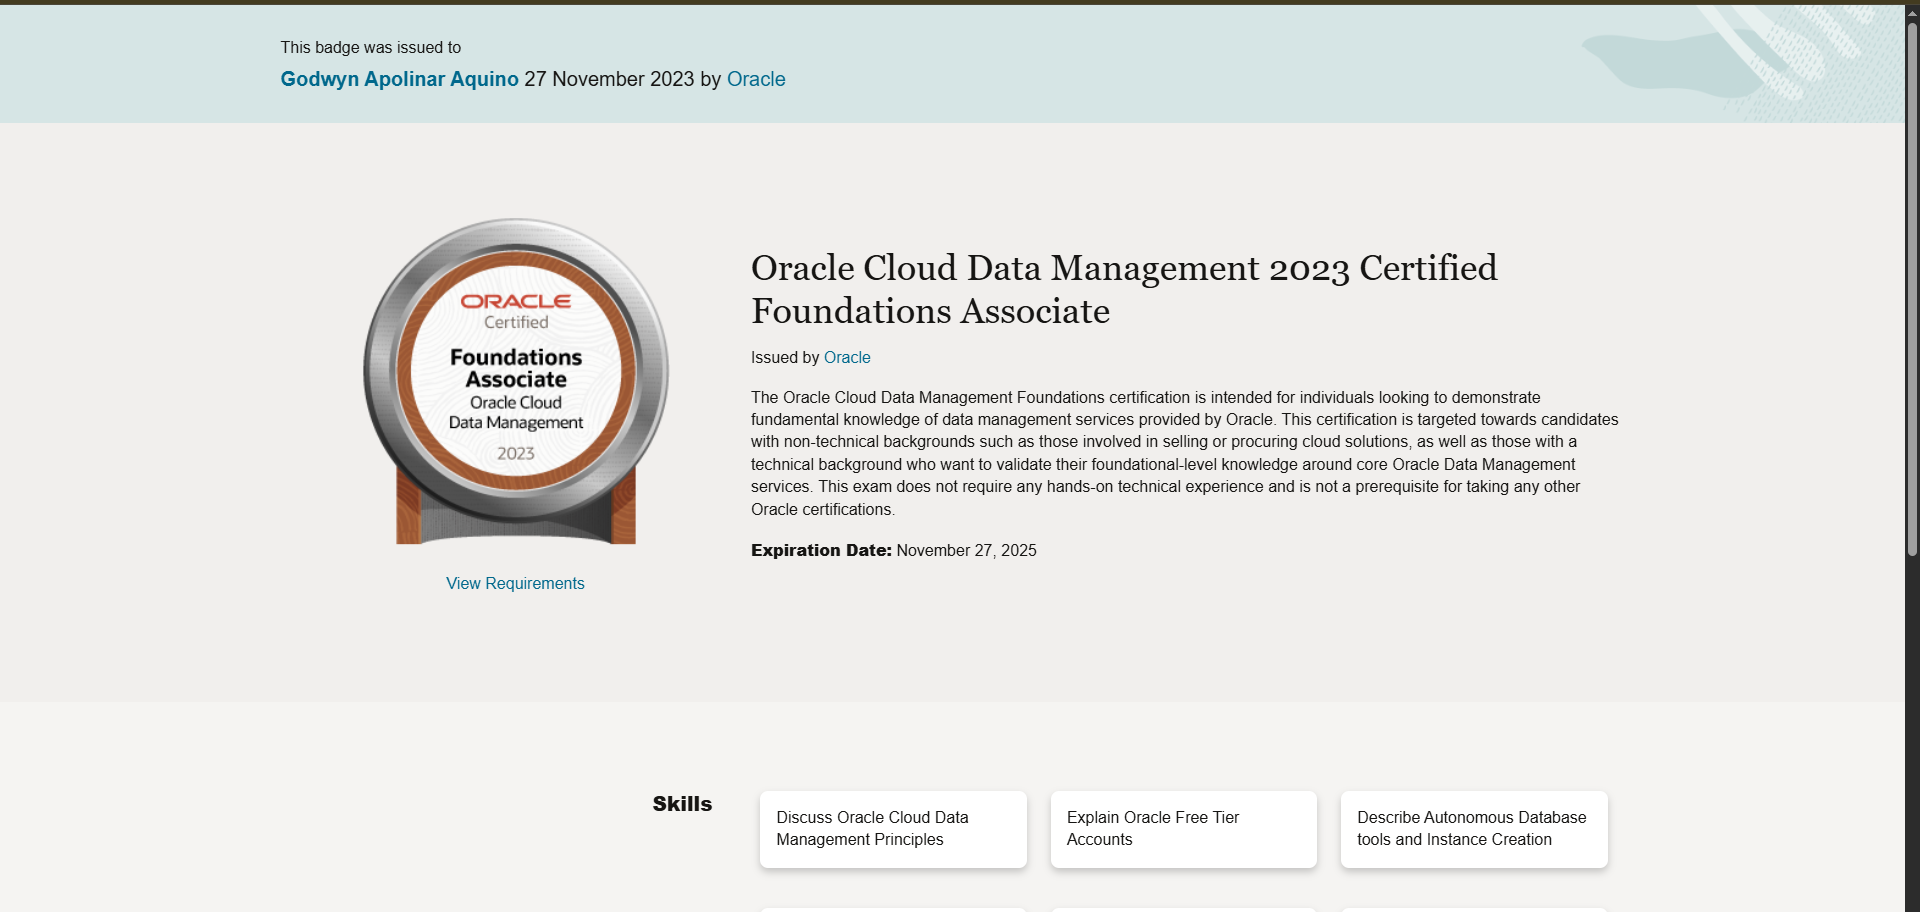 This badge was issued to
Godwyn Apolinar Aquino 27 November 2023 by Oracle
ORACLE
Certified
Foundations
Associate
Oracle Cloud
Data Management
2023
View Requirements
Oracle Cloud Data Management 2023 Certified
Foundations Associate
Issued by Oracle
The Oracle Cloud Data Management Foundations certification is intended for individuals looking to demonstrate
fundamental knowledge of data management services provided by Oracle. This certification is targeted towards candidates
with non-technical backgrounds such as those involved in selling or procuring cloud solutions, as well as those with a
technical background who want to validate their foundational-level knowledge around core Oracle Data Management
services. This exam does not require any hands-on technical experience and is not a prerequisite for taking any other
Oracle certifications.
Expiration Date: November 27, 2025
Skills
Discuss Oracle Cloud Data
Management Principles
Explain Oracle Free Tier
Accounts
Describe Autonomous Database
tools and Instance Creation